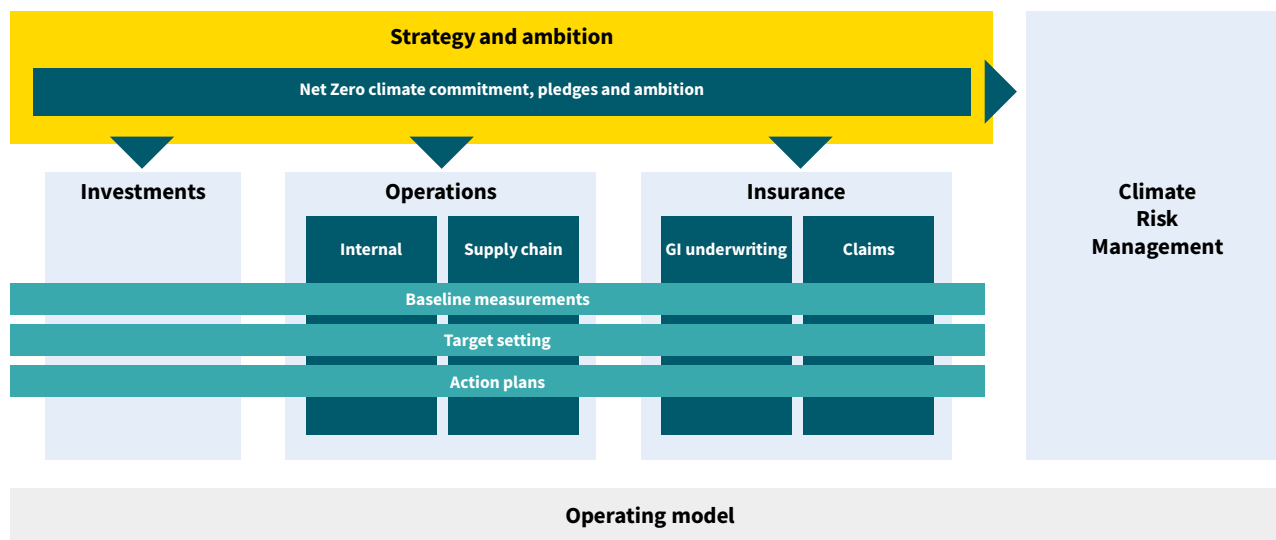 Strategy and ambition
Net Zero climate commitment, pledges and ambition
Investments
Operations
Insurance
Climate
Risk
Management
Internal
Supply chain
GI underwriting
Claims
Baseline measurements
Target setting
Action plans
Operating model